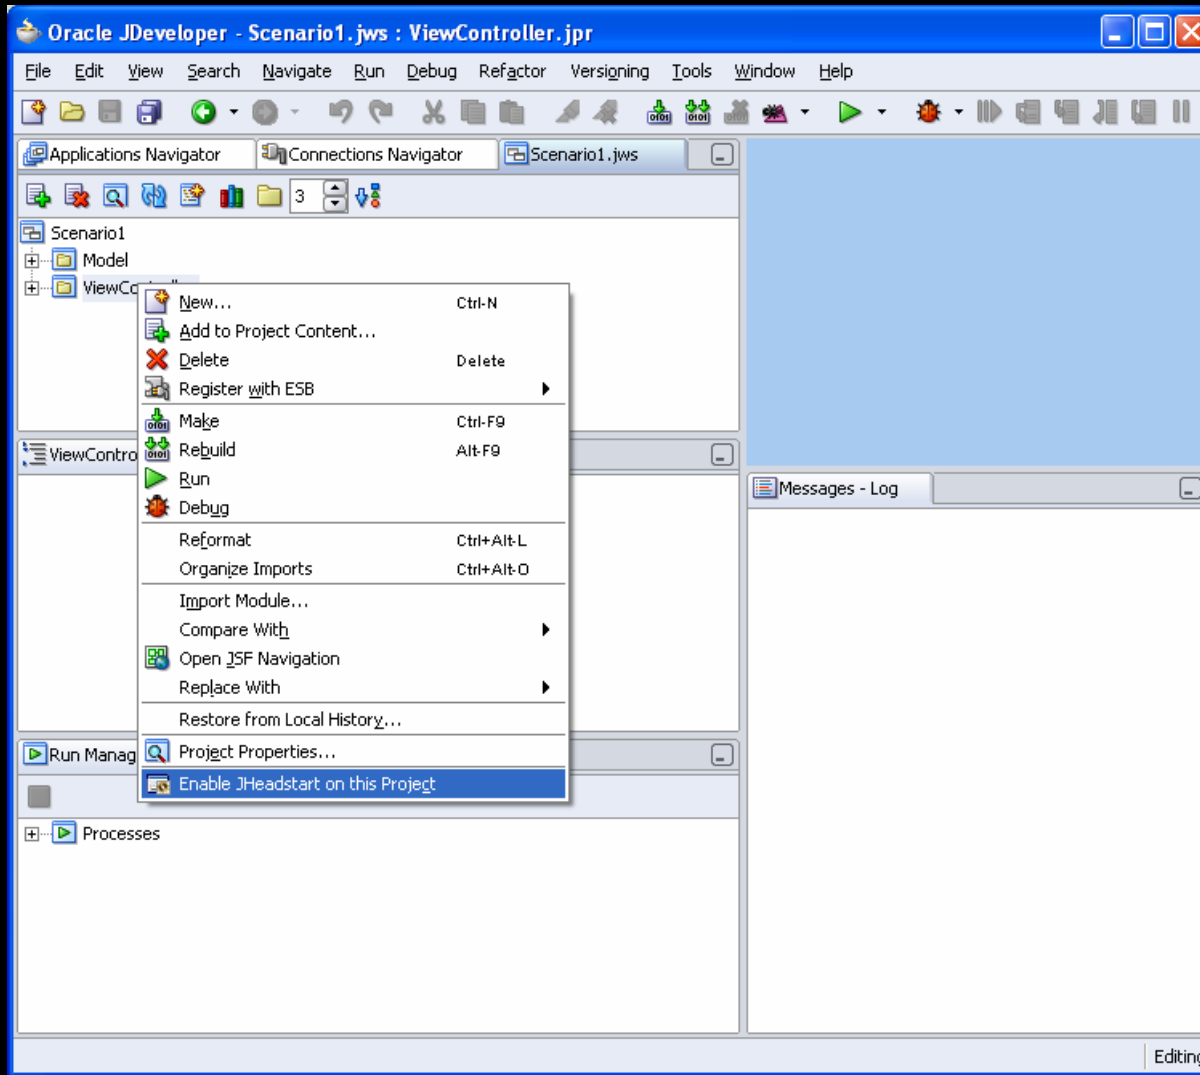 Oracle JDeveloper - Scenario1.jws : ViewController.jpr
File Edit View Search Navigate Run Debug Refactor Versioning Tools Window Help
Applications Navigator Connections Navigator Scenario1.jws
3
Scenario1
Model
ViewCo
New... Ctrl-N
Add to Project Content...
Delete Delete
Register with ESB
Make Ctrl-F9
Rebuild Alt-F9
Run
Debug
Reformat Ctrl+Alt-L
Organize Imports Ctrl+Alt-O
Import Module...
Compare With
Open JSF Navigation
Replace With
Restore from Local History...
Project Properties...
Enable JHeadstart on this Project
ViewContro
Messages - Log
Run Manag
Processes
Editing